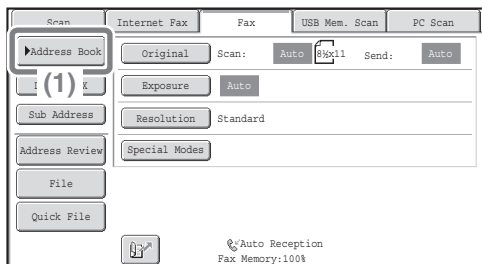 Scan Internet Fax Fax USB Mem. Scan PC Scan
Address Book Original Scan: Auto 8½x11 Send: Auto
(1) X Exposure Auto
Sub Address Resolution Standard
Address Review Special Modes
File
Quick File
Auto Reception
Fax Memory:100%